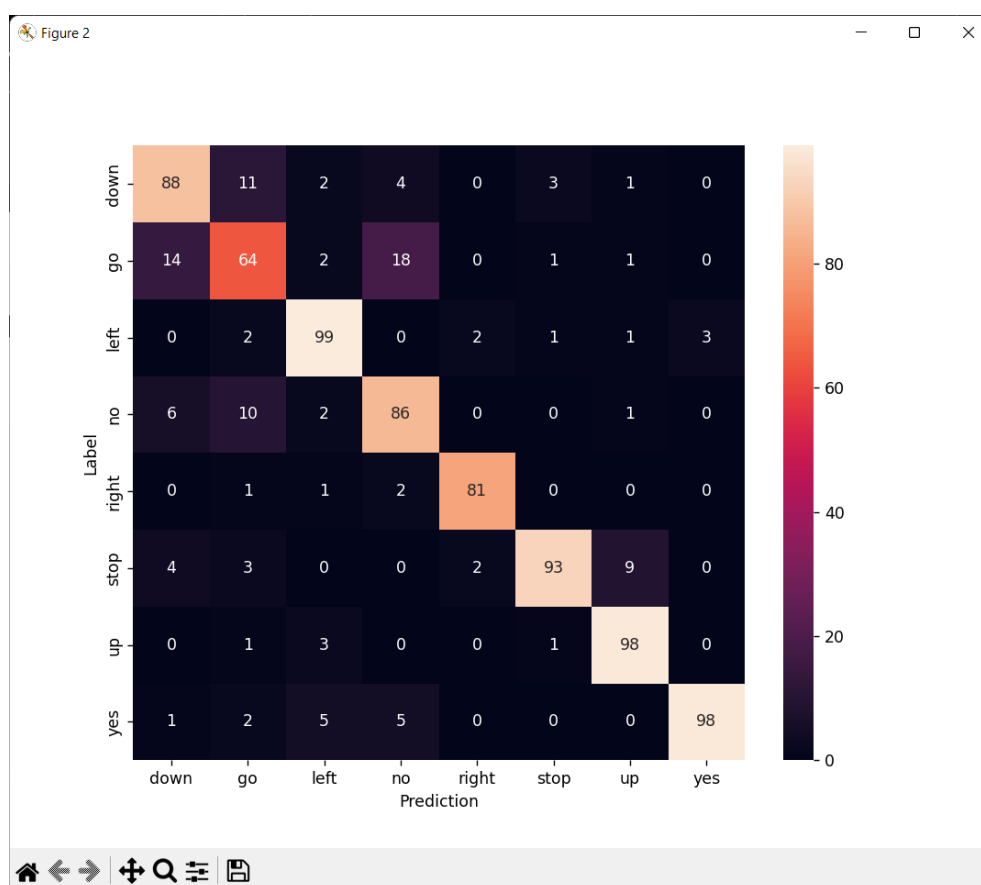 Figure 2
down 88 11 2 4 0 3 1 0
go 14 64 2 18 0 1 1 0 80
left 0 2 99 0 2 1 1 3
60
no 6 10 2 86 0 0 1 0
Label
right 0 1 1 2 81 0 0 0
40
stop 4 3 0 0 2 93 9 0
20
up 0 1 3 0 0 1 98 0
yes 1 2 5 5 0 0 0 98
0
down go left no right stop up yes
Prediction